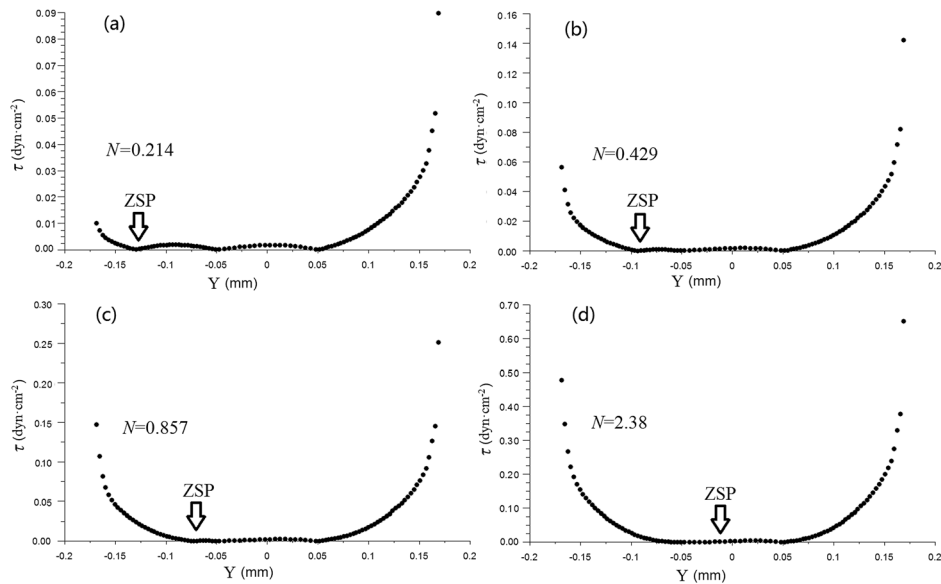 (a)
0.09
0.08
0.07
0.06
0.05
0.04
0.03
0.02
0.01
0.00
τ (dyn·cm⁻²)
N=0.214
ZSP
-0.2 -0.15 -0.1 -0.05 0 0.05 0.1 0.15 0.2
Y (mm)
(b)
0.16
0.14
0.12
0.10
0.08
0.06
0.04
0.02
0.00
τ (dyn·cm⁻²)
N=0.429
ZSP
-0.2 -0.15 -0.1 -0.05 0 0.05 0.1 0.15 0.2
Y (mm)
(c)
0.30
0.25
0.20
0.15
0.10
0.05
0.00
τ (dyn·cm⁻²)
N=0.857
ZSP
-0.2 -0.15 -0.1 -0.05 0 0.05 0.1 0.15 0.2
Y (mm)
(d)
0.70
0.60
0.50
0.40
0.30
0.20
0.10
0.00
τ (dyn·cm⁻²)
N=2.38
ZSP
-0.2 -0.15 -0.1 -0.05 0 0.05 0.1 0.15 0.2
Y (mm)